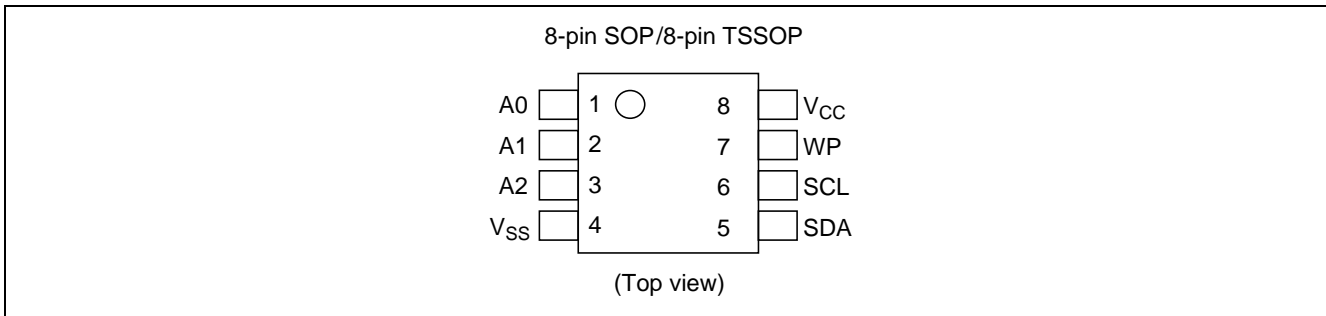 8-pin SOP/8-pin TSSOP
A0 1 8 VCC
A1 2 7 WP
A2 3 6 SCL
VSS 4 5 SDA
(Top view)